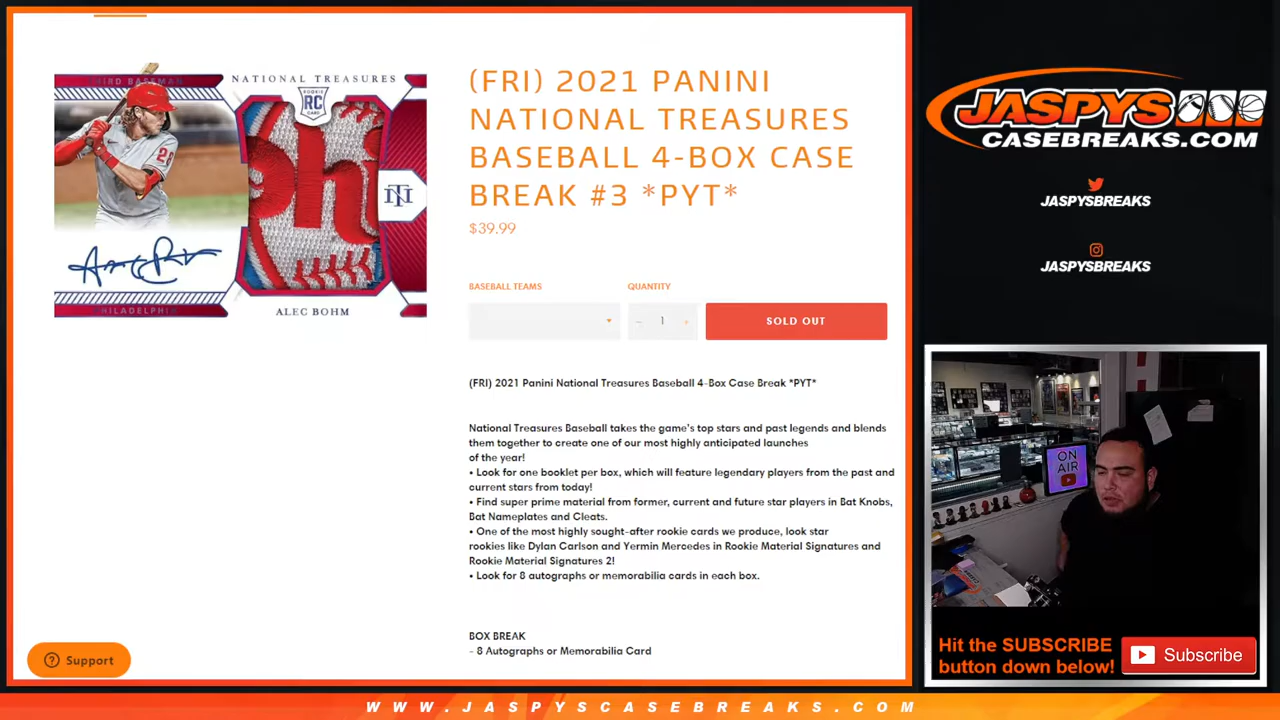 THIRD BASEMAN
NATIONAL TREASURES
ROOKIE
RC
CARD
28
phi
NT
ALEC BOHM
PHILADELPHIA
(FRI) 2021 PANINI
NATIONAL TREASURES
BASEBALL 4-BOX CASE
BREAK #3 *PYT*
$39.99
BASEBALL TEAMS
QUANTITY
− 1 +
SOLD OUT
(FRI) 2021 Panini National Treasures Baseball 4-Box Case Break *PYT*
National Treasures Baseball takes the game's top stars and past legends and blends
them together to create one of our most highly anticipated launches
of the year!
• Look for one booklet per box, which will feature legendary players from the past and
current stars from today!
• Find super prime material from former, current and future star players in Bat Knobs,
Bat Nameplates and Cleats.
• One of the most highly sought-after rookie cards we produce, look star
rookies like Dylan Carlson and Yermin Mercedes in Rookie Material Signatures and
Rookie Material Signatures 2!
• Look for 8 autographs or memorabilia cards in each box.
BOX BREAK
- 8 Autographs or Memorabilia Card
Support
JASPYS
CASEBREAKS.COM
JASPYSBREAKS
JASPYSBREAKS
ON
AIR
Hit the SUBSCRIBE
button down below!
Subscribe
WWW.JASPYSCASEBREAKS.COM